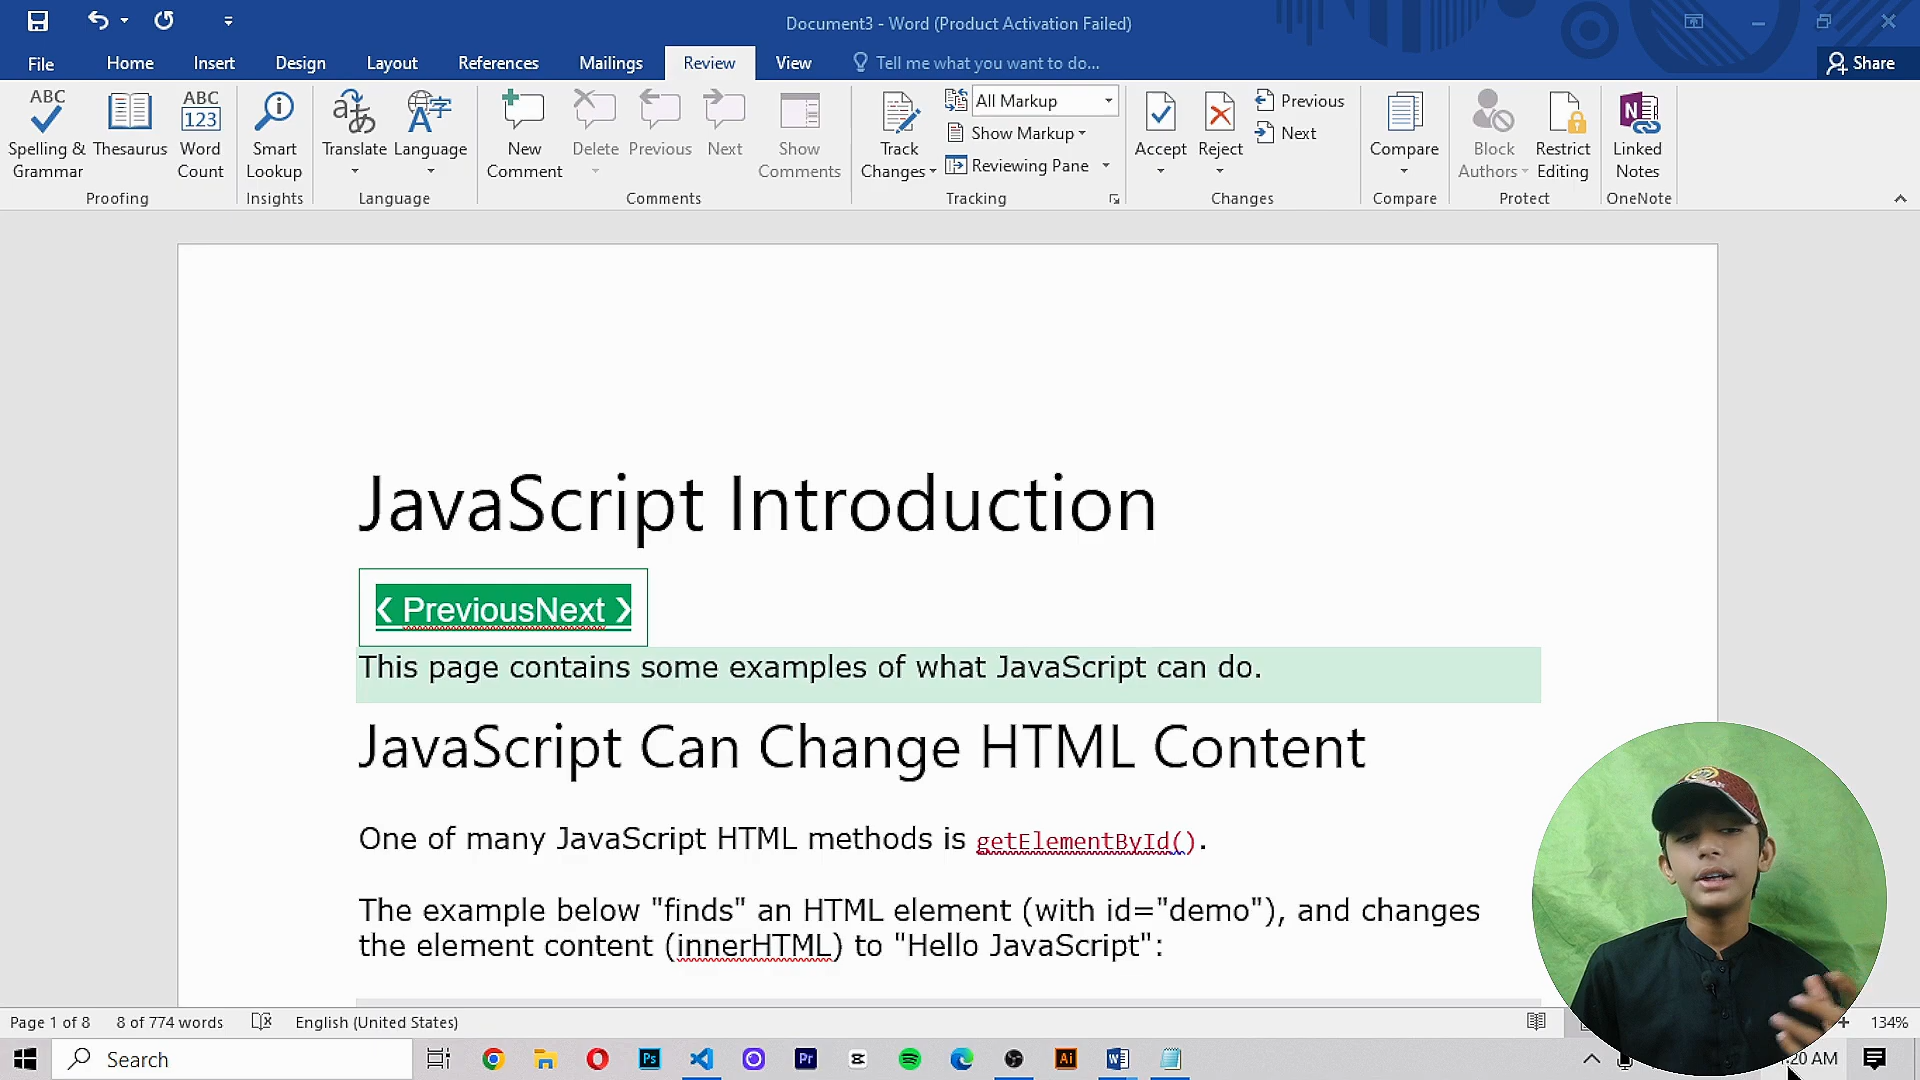 Document3 - Word (Product Activation Failed)
File Home Insert Design Layout References Mailings Review View Tell me what you want to do... Share
ABC
Spelling & Grammar
Thesaurus
ABC
123
Word Count
Smart Lookup
Translate
Language
New Comment
Delete
Previous
Next
Show Comments
Track Changes
All Markup
Show Markup
Reviewing Pane
Accept
Reject
Previous
Next
Compare
Block Authors
Restrict Editing
Linked Notes
Proofing Insights Language Comments Tracking Changes Compare Protect OneNote
JavaScript Introduction
❮ PreviousNext ❯
This page contains some examples of what JavaScript can do.
JavaScript Can Change HTML Content
One of many JavaScript HTML methods is getElementById().
The example below "finds" an HTML element (with id="demo"), and changes
the element content (innerHTML) to "Hello JavaScript":
Page 1 of 8 8 of 774 words English (United States) 134%
Search
Ps
Pr
Ai